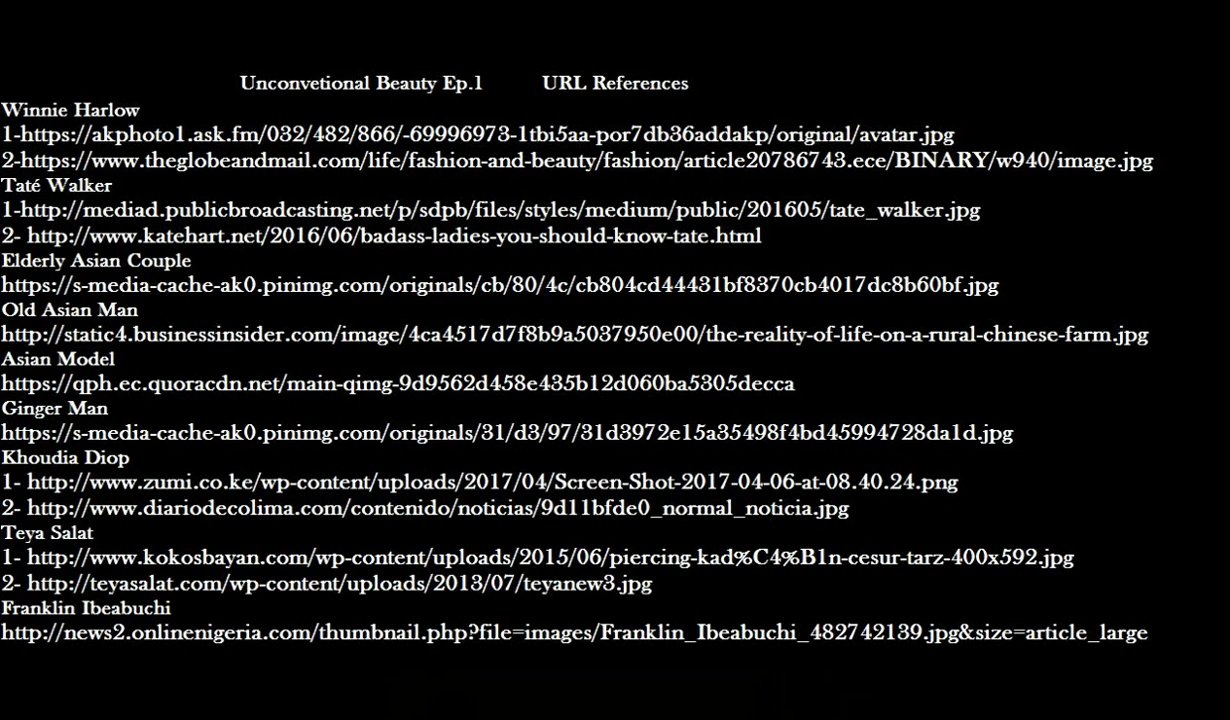 Unconvetional Beauty Ep.1 URL References
Winnie Harlow
1-https://akphoto1.ask.fm/032/482/866/-69996973-1tbi5aa-por7db36addakp/original/avatar.jpg
2-https://www.theglobeandmail.com/life/fashion-and-beauty/fashion/article20786743.ece/BINARY/w940/image.jpg
Taté Walker
1-http://mediad.publicbroadcasting.net/p/sdpb/files/styles/medium/public/201605/tate_walker.jpg
2- http://www.katehart.net/2016/06/badass-ladies-you-should-know-tate.html
Elderly Asian Couple
https://s-media-cache-ak0.pinimg.com/originals/cb/80/4c/cb804cd44431bf8370cb4017dc8b60bf.jpg
Old Asian Man
http://static4.businessinsider.com/image/4ca4517d7f8b9a5037950e00/the-reality-of-life-on-a-rural-chinese-farm.jpg
Asian Model
https://qph.ec.quoracdn.net/main-qimg-9d9562d458e435b12d060ba5305decca
Ginger Man
https://s-media-cache-ak0.pinimg.com/originals/31/d3/97/31d3972e15a35498f4bd45994728da1d.jpg
Khoudia Diop
1- http://www.zumi.co.ke/wp-content/uploads/2017/04/Screen-Shot-2017-04-06-at-08.40.24.png
2- http://www.diariodecolima.com/contenido/noticias/9d11bfde0_normal_noticia.jpg
Teya Salat
1- http://www.kokosbayan.com/wp-content/uploads/2015/06/piercing-kad%C4%B1n-cesur-tarz-400x592.jpg
2- http://teyasalat.com/wp-content/uploads/2013/07/teyanew3.jpg
Franklin Ibeabuchi
http://news2.onlinenigeria.com/thumbnail.php?file=images/Franklin_Ibeabuchi_482742139.jpg&size=article_large